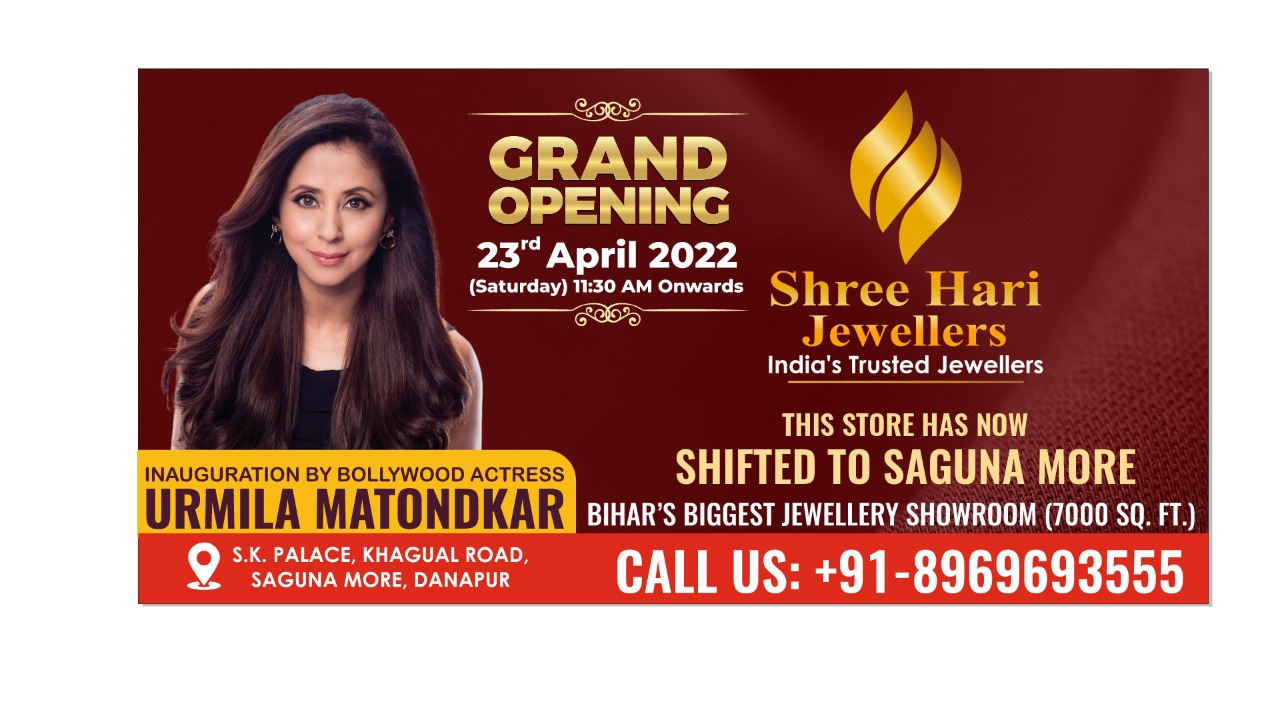 GRAND
OPENING
23rd April 2022
(Saturday) 11:30 AM Onwards
Shree Hari
Jewellers
India's Trusted Jewellers
THIS STORE HAS NOW
SHIFTED TO SAGUNA MORE
BIHAR'S BIGGEST JEWELLERY SHOWROOM (7000 SQ. FT.)
INAUGURATION BY BOLLYWOOD ACTRESS
URMILA MATONDKAR
S.K. PALACE, KHAGUAL ROAD,
SAGUNA MORE, DANAPUR
CALL US: +91-8969693555